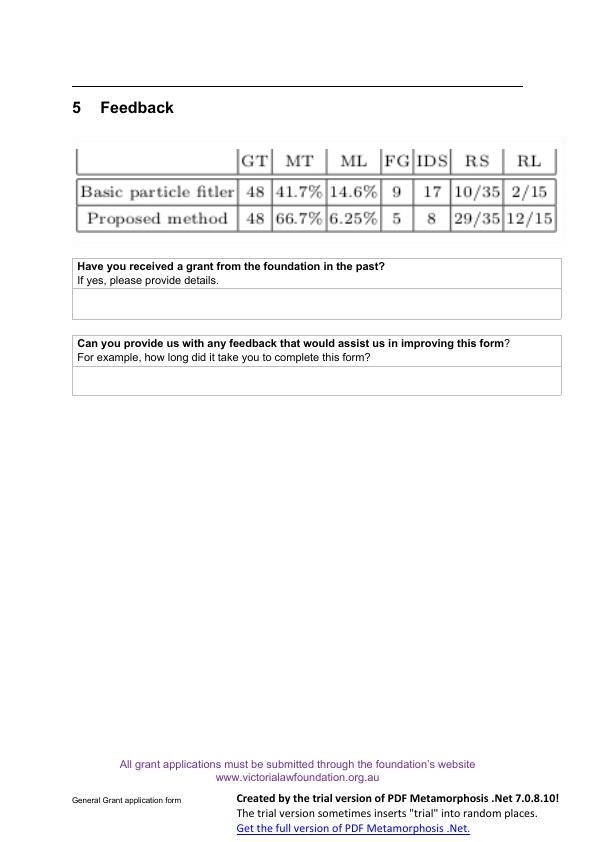 5 Feedback
GT MT ML FG IDS RS RL
Basic particle fitler 48 41.7% 14.6% 9 17 10/35 2/15
Proposed method 48 66.7% 6.25% 5 8 29/35 12/15
Have you received a grant from the foundation in the past?
If yes, please provide details.
Can you provide us with any feedback that would assist us in improving this form?
For example, how long did it take you to complete this form?
All grant applications must be submitted through the foundation's website
www.victorialawfoundation.org.au
General Grant application form
Created by the trial version of PDF Metamorphosis .Net 7.0.8.10!
The trial version sometimes inserts "trial" into random places.
Get the full version of PDF Metamorphosis .Net.